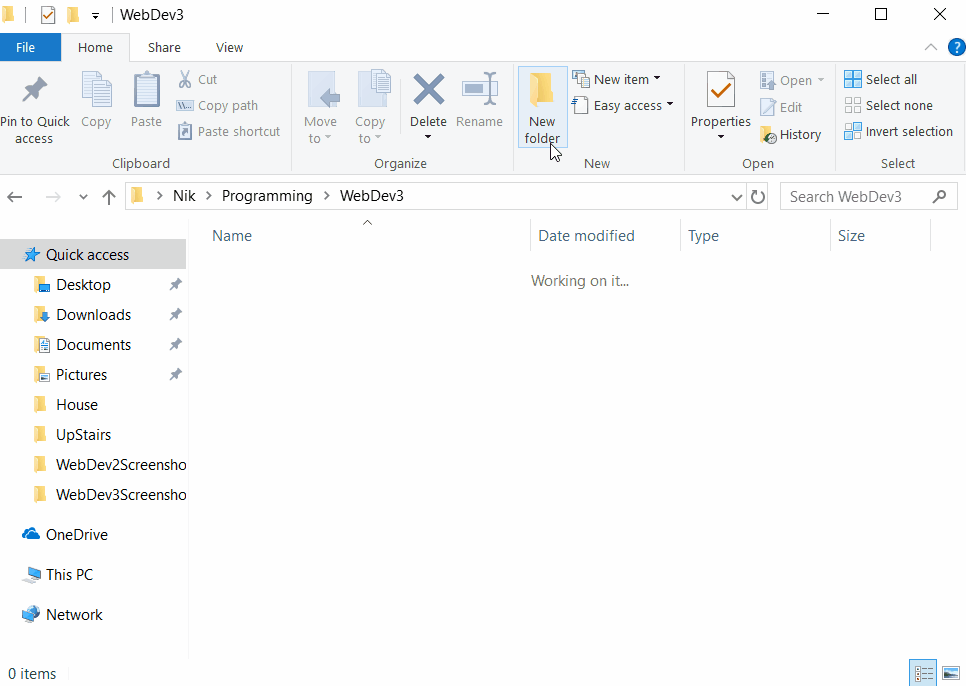 WebDev3
File Home Share View
?
Pin to Quick access
Copy
Paste
Cut
Copy path
Paste shortcut
Clipboard
Move to
Copy to
Delete
Rename
Organize
New folder
New item
Easy access
New
Properties
Open
Edit
History
Open
Select all
Select none
Invert selection
Select
Nik > Programming > WebDev3
Search WebDev3
Name Date modified Type Size
Working on it...
Quick access
Desktop
Downloads
Documents
Pictures
House
UpStairs
WebDev2Screensho
WebDev3Screensho
OneDrive
This PC
Network
0 items